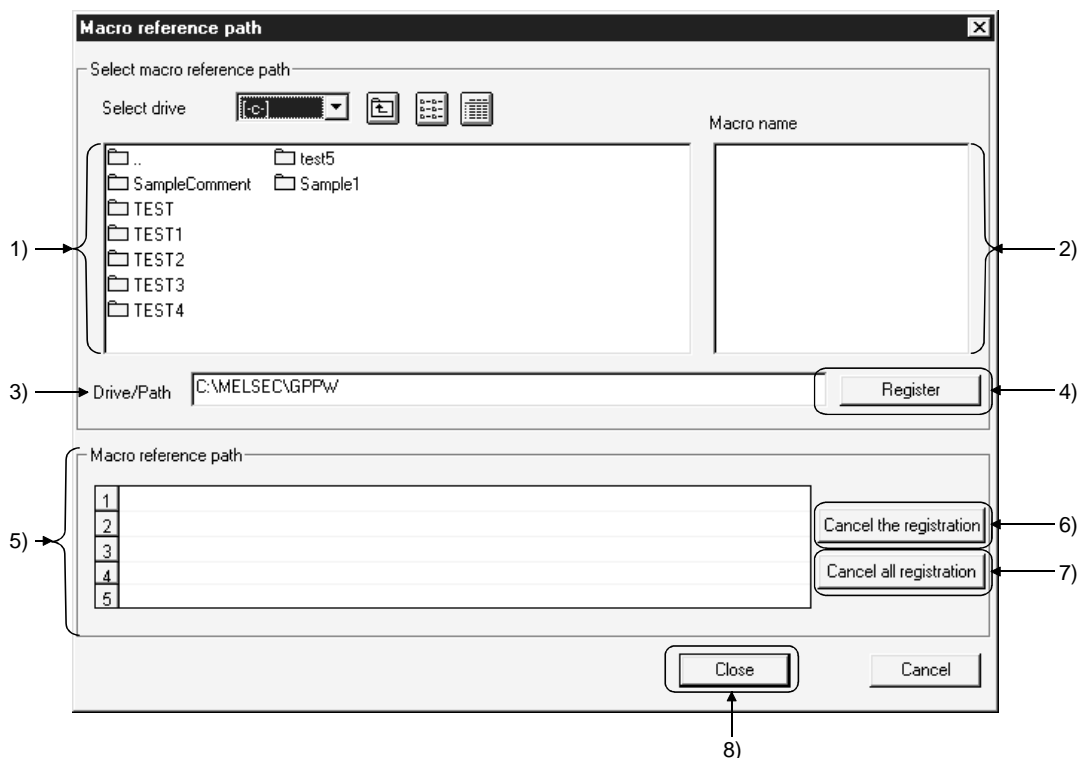 Macro reference path
Select macro reference path
Select drive [-c-]
Macro name
.. test5
SampleComment Sample1
TEST
TEST1
1) 2)
TEST2
TEST3
TEST4
3) Drive/Path C:\MELSEC\GPPW Register 4)
Macro reference path
1
2 Cancel the registration 6)
5) 3
4 Cancel all registration 7)
5
Close Cancel
8)